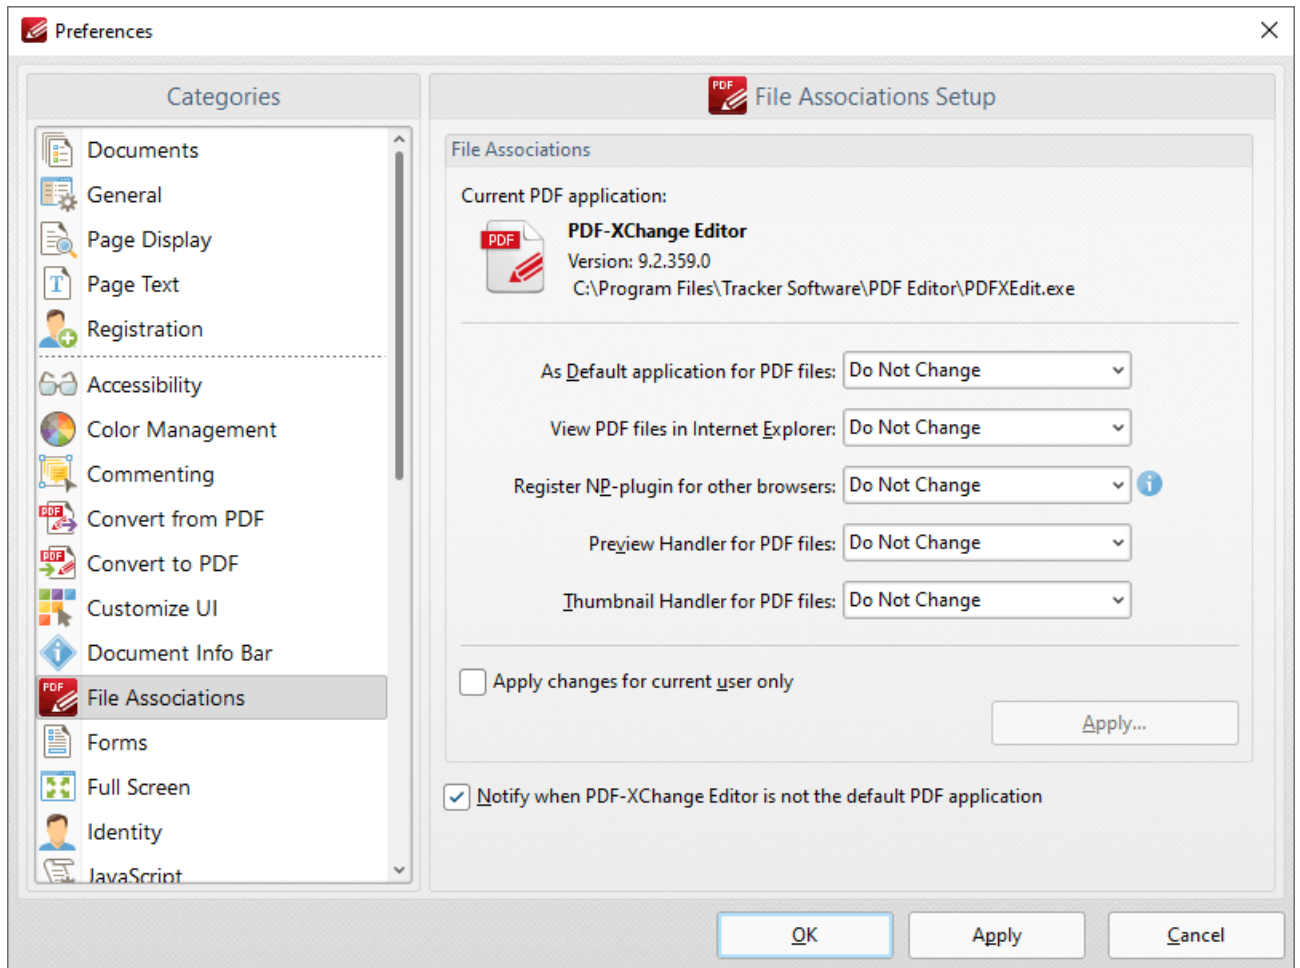 Preferences
Categories
Documents
General
Page Display
Page Text
Registration
Accessibility
Color Management
Commenting
Convert from PDF
Convert to PDF
Customize UI
Document Info Bar
File Associations
Forms
Full Screen
Identity
JavaScript
File Associations Setup
File Associations
Current PDF application:
PDF-XChange Editor
Version: 9.2.359.0
C:\Program Files\Tracker Software\PDF Editor\PDFXEdit.exe
As Default application for PDF files: Do Not Change
View PDF files in Internet Explorer: Do Not Change
Register NP-plugin for other browsers: Do Not Change
Preview Handler for PDF files: Do Not Change
Thumbnail Handler for PDF files: Do Not Change
Apply changes for current user only
Apply...
Notify when PDF-XChange Editor is not the default PDF application
OK Apply Cancel